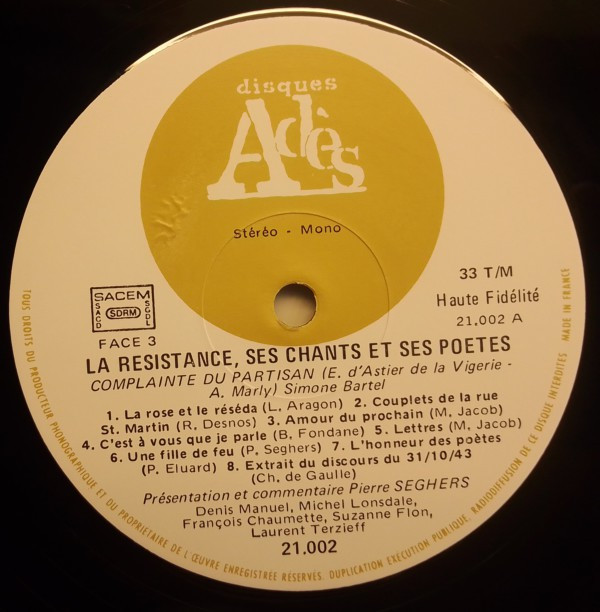 disques
Adès
Stéréo - Mono
SACEM
SACD
SDRM
SGDL
FACE 3
33 T/M
Haute Fidélité
21.002 A
LA RESISTANCE, SES CHANTS ET SES POETES
COMPLAINTE DU PARTISAN (E. d'Astier de la Vigerie -
A. Marly) Simone Bartel
1. La rose et le réséda (L. Aragon) 2. Couplets de la rue
St. Martin (R. Desnos) 3. Amour du prochain (M. Jacob)
4. C'est à vous que je parle (B. Fondane) 5. Lettres (M. Jacob)
6. Une fille de feu (P. Seghers) 7. L'honneur des poètes
(P. Eluard) 8. Extrait du discours du 31/10/43
(Ch. de Gaulle)
Présentation et commentaire Pierre SEGHERS
Denis Manuel, Michel Lonsdale,
François Chaumette, Suzanne Flon,
Laurent Terzieff
21.002
TOUS DROITS DU PRODUCTEUR PHONOGRAPHIQUE ET DU PROPRIETAIRE DE L'ŒUVRE ENREGISTREE RESERVES. DUPLICATION EXECUTION PUBLIQUE, RADIODIFFUSION DE CE DISQUE INTERDITES MADE IN FRANCE